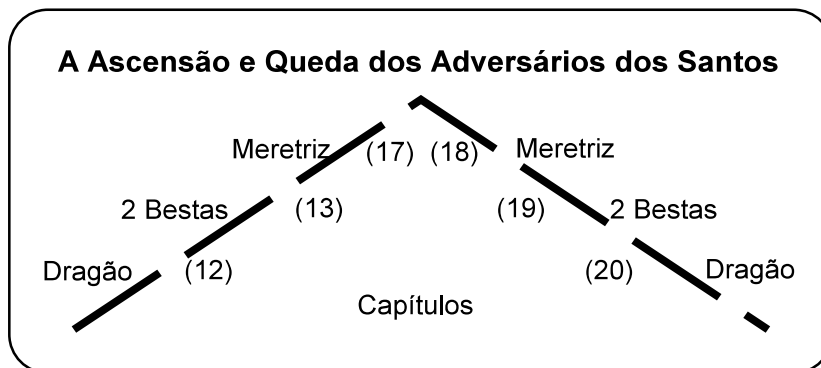 A Ascensão e Queda dos Adversários dos Santos
Meretriz (17) (18) Meretriz
2 Bestas (13) (19) 2 Bestas
Dragão (12) (20) Dragão
Capítulos